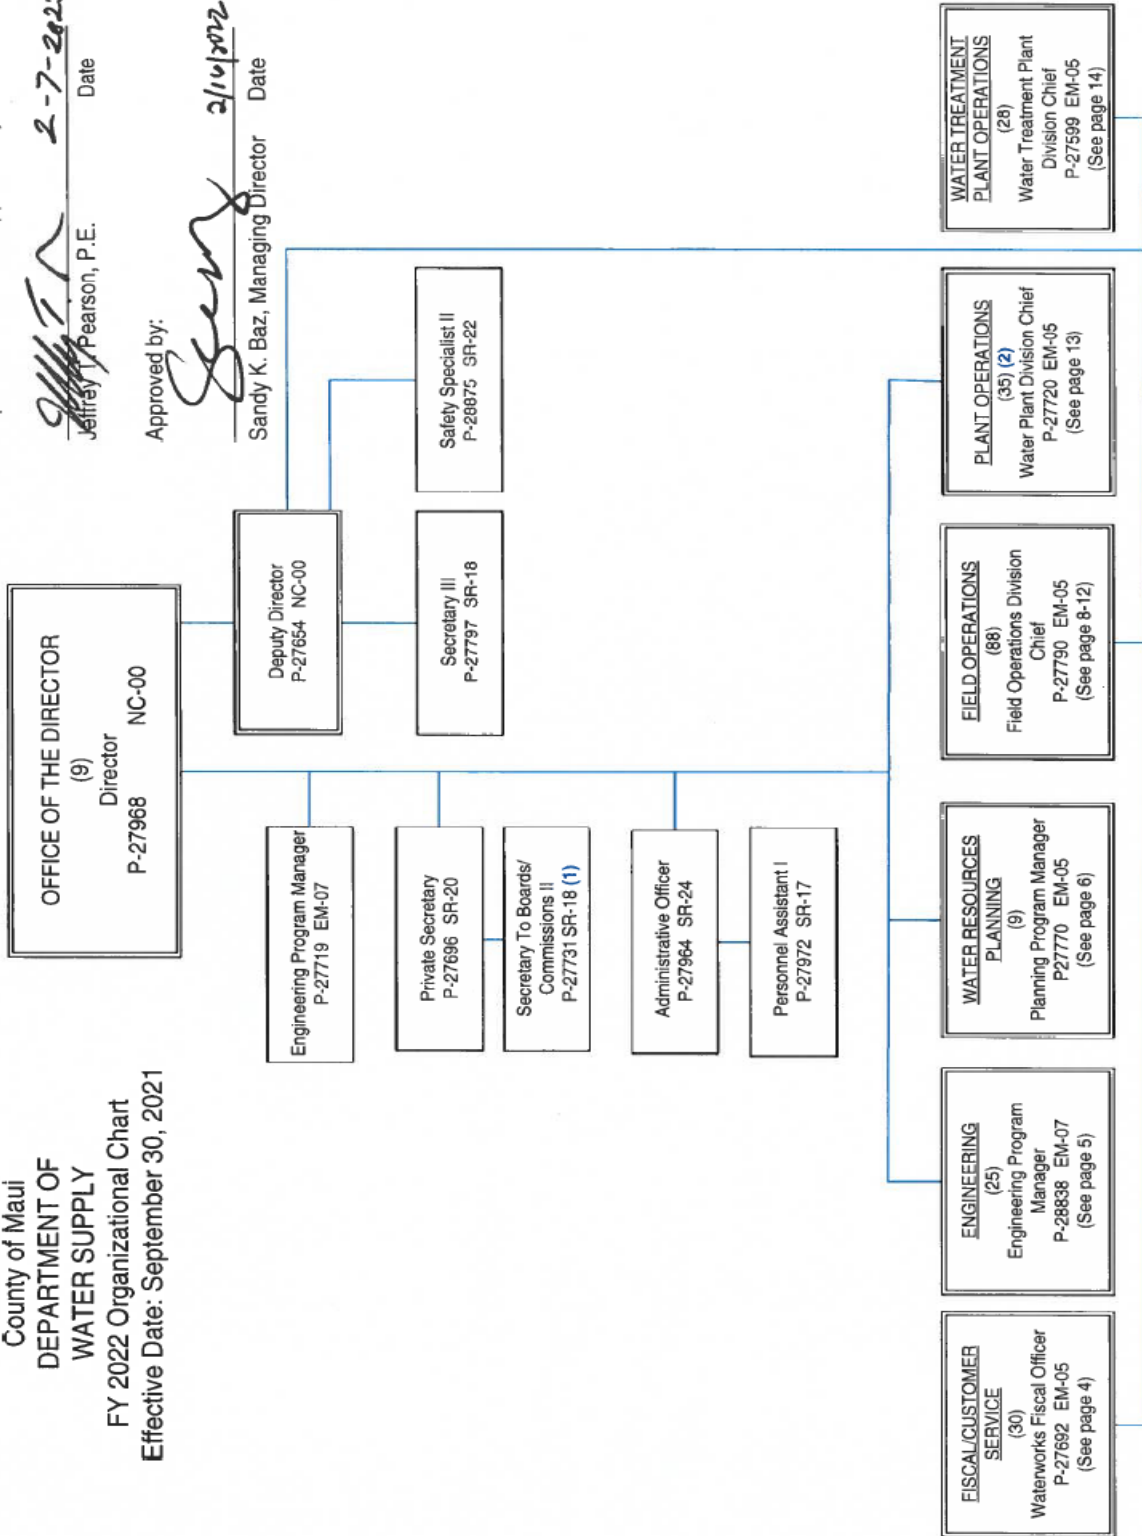 County of Maui
DEPARTMENT OF
WATER SUPPLY
FY 2022 Organizational Chart
Effective Date: September 30, 2021
Jeffrey T. Pearson, P.E. Date
2-7-202
Approved by:
2/16/2022
Sandy K. Baz, Managing Director Date
OFFICE OF THE DIRECTOR
(9)
Director
P-27968 NC-00
Deputy Director
P-27654 NC-00
Secretary III
P-27797 SR-18
Safety Specialist II
P-28875 SR-22
Engineering Program Manager
P-27719 EM-07
Private Secretary
P-27696 SR-20
Secretary To Boards/
Commissions II
P-27731SR-18 (1)
Administrative Officer
P-27964 SR-24
Personnel Assistant I
P-27972 SR-17
FISCAL/CUSTOMER
SERVICE
(30)
Waterworks Fiscal Officer
P-27692 EM-05
(See page 4)
ENGINEERING
(25)
Engineering Program
Manager
P-28838 EM-07
(See page 5)
WATER RESOURCES
PLANNING
(9)
Planning Program Manager
P27770 EM-05
(See page 6)
FIELD OPERATIONS
(88)
Field Operations Division
Chief
P-27790 EM-05
(See page 8-12)
PLANT OPERATIONS
(35) (2)
Water Plant Division Chief
P-27720 EM-05
(See page 13)
WATER TREATMENT
PLANT OPERATIONS
(28)
Water Treatment Plant
Division Chief
P-27599 EM-05
(See page 14)